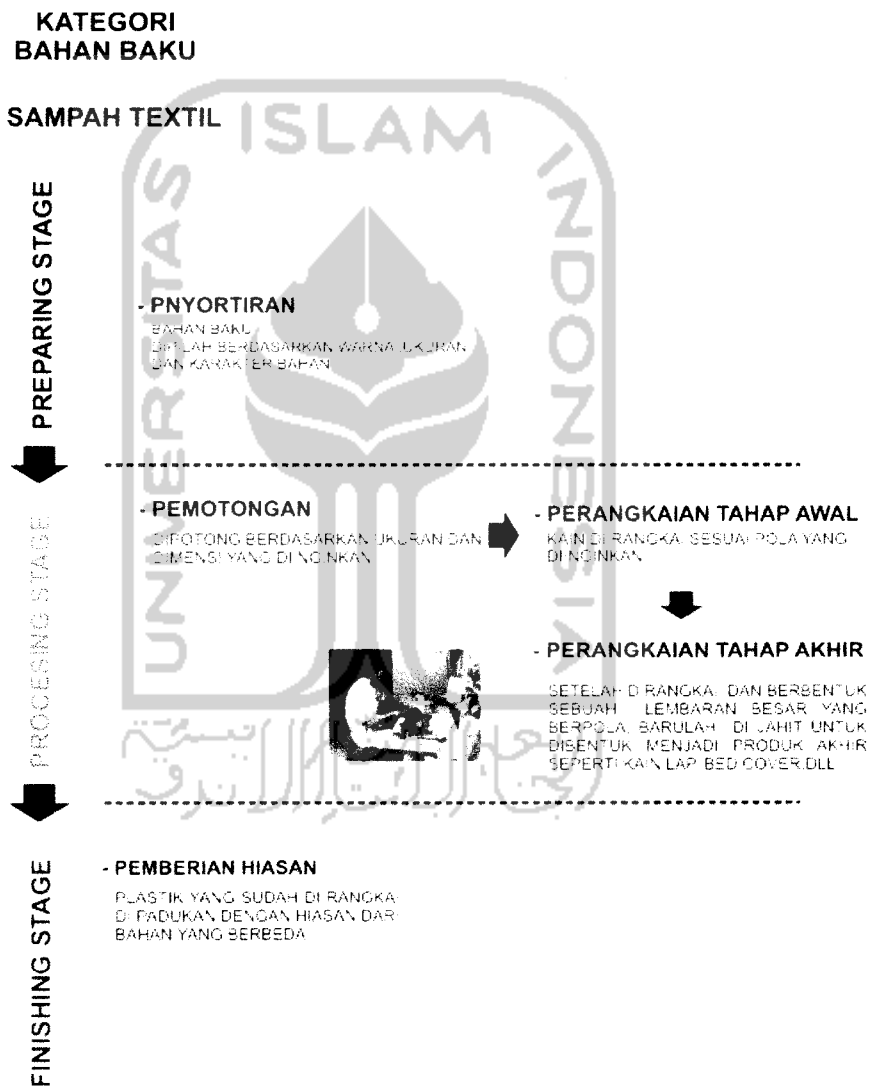 KATEGORI
BAHAN BAKU
SAMPAH TEXTIL
ISLAM
UNIVERSITAS
INDONESIA
PREPARING STAGE
- PNYORTIRAN
BAHAN BAKU
BERDASARKAN WARNA, UKURAN
DAN KARAKTER BAHAN
PROCESING STAGE
- PEMOTONGAN
DIPOTONG BERDASARKAN UKURAN DAN
DIMENSI YANG DI INGINKAN
- PERANGKAIAN TAHAP AWAL
KAIN DI RANGKAI SESUAI POLA YANG
DI INGINKAN
- PERANGKAIAN TAHAP AKHIR
SETELAH DI RANGKAI DAN BERBENTUK
SEBUAH LEMBARAN BESAR YANG
BERPOLA, BARULAH DI JAHIT UNTUK
DIBENTUK MENJADI PRODUK AKHIR
SEPERTI KAIN LAP BED COVER,DLL
FINISHING STAGE
- PEMBERIAN HIASAN
PLASTIK YANG SUDAH DI RANGKAI
DI PADUKAN DENGAN HIASAN DARI
BAHAN YANG BERBEDA